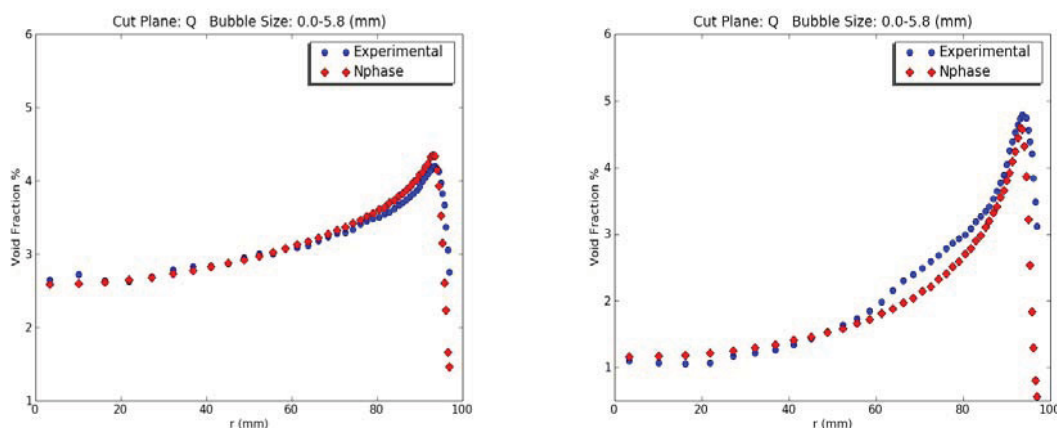 Cut Plane: Q Bubble Size: 0.0-5.8 (mm)
6
5
4
3
2
1
Void Fraction %
Experimental
Nphase
0 20 40 60 80 100
r (mm)
Cut Plane: Q Bubble Size: 0.0-5.8 (mm)
6
5
4
3
2
1
Void Fraction %
Experimental
Nphase
0 20 40 60 80 100
r (mm)